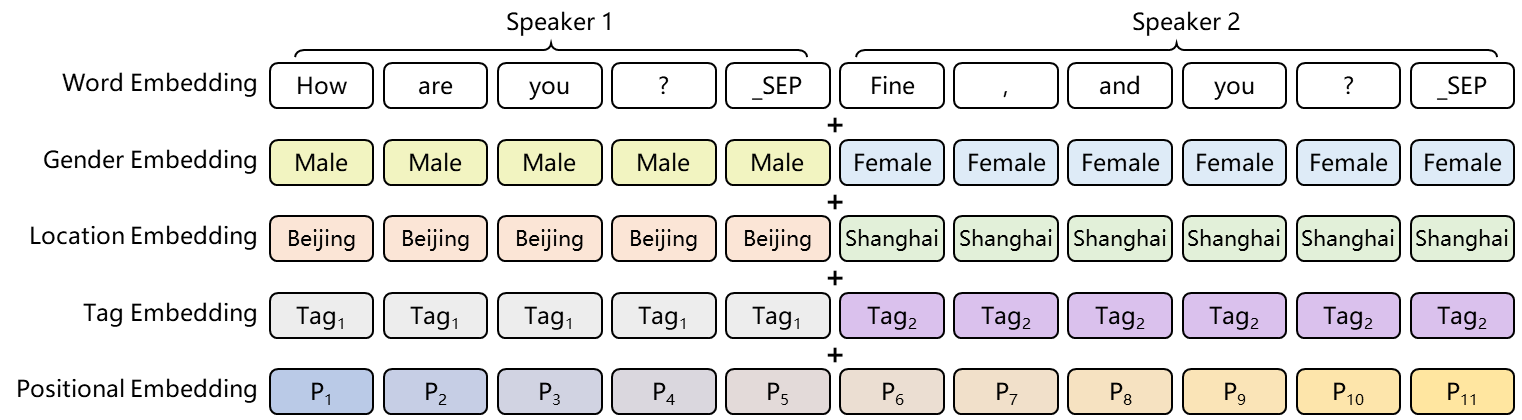 Speaker 1 Speaker 2
Word Embedding How are you ? _SEP Fine , and you ? _SEP
+
Gender Embedding Male Male Male Male Male Female Female Female Female Female Female
+
Location Embedding Beijing Beijing Beijing Beijing Beijing Shanghai Shanghai Shanghai Shanghai Shanghai Shanghai
+
Tag Embedding Tag₁ Tag₁ Tag₁ Tag₁ Tag₁ Tag₂ Tag₂ Tag₂ Tag₂ Tag₂ Tag₂
+
Positional Embedding P₁ P₂ P₃ P₄ P₅ P₆ P₇ P₈ P₉ P₁₀ P₁₁